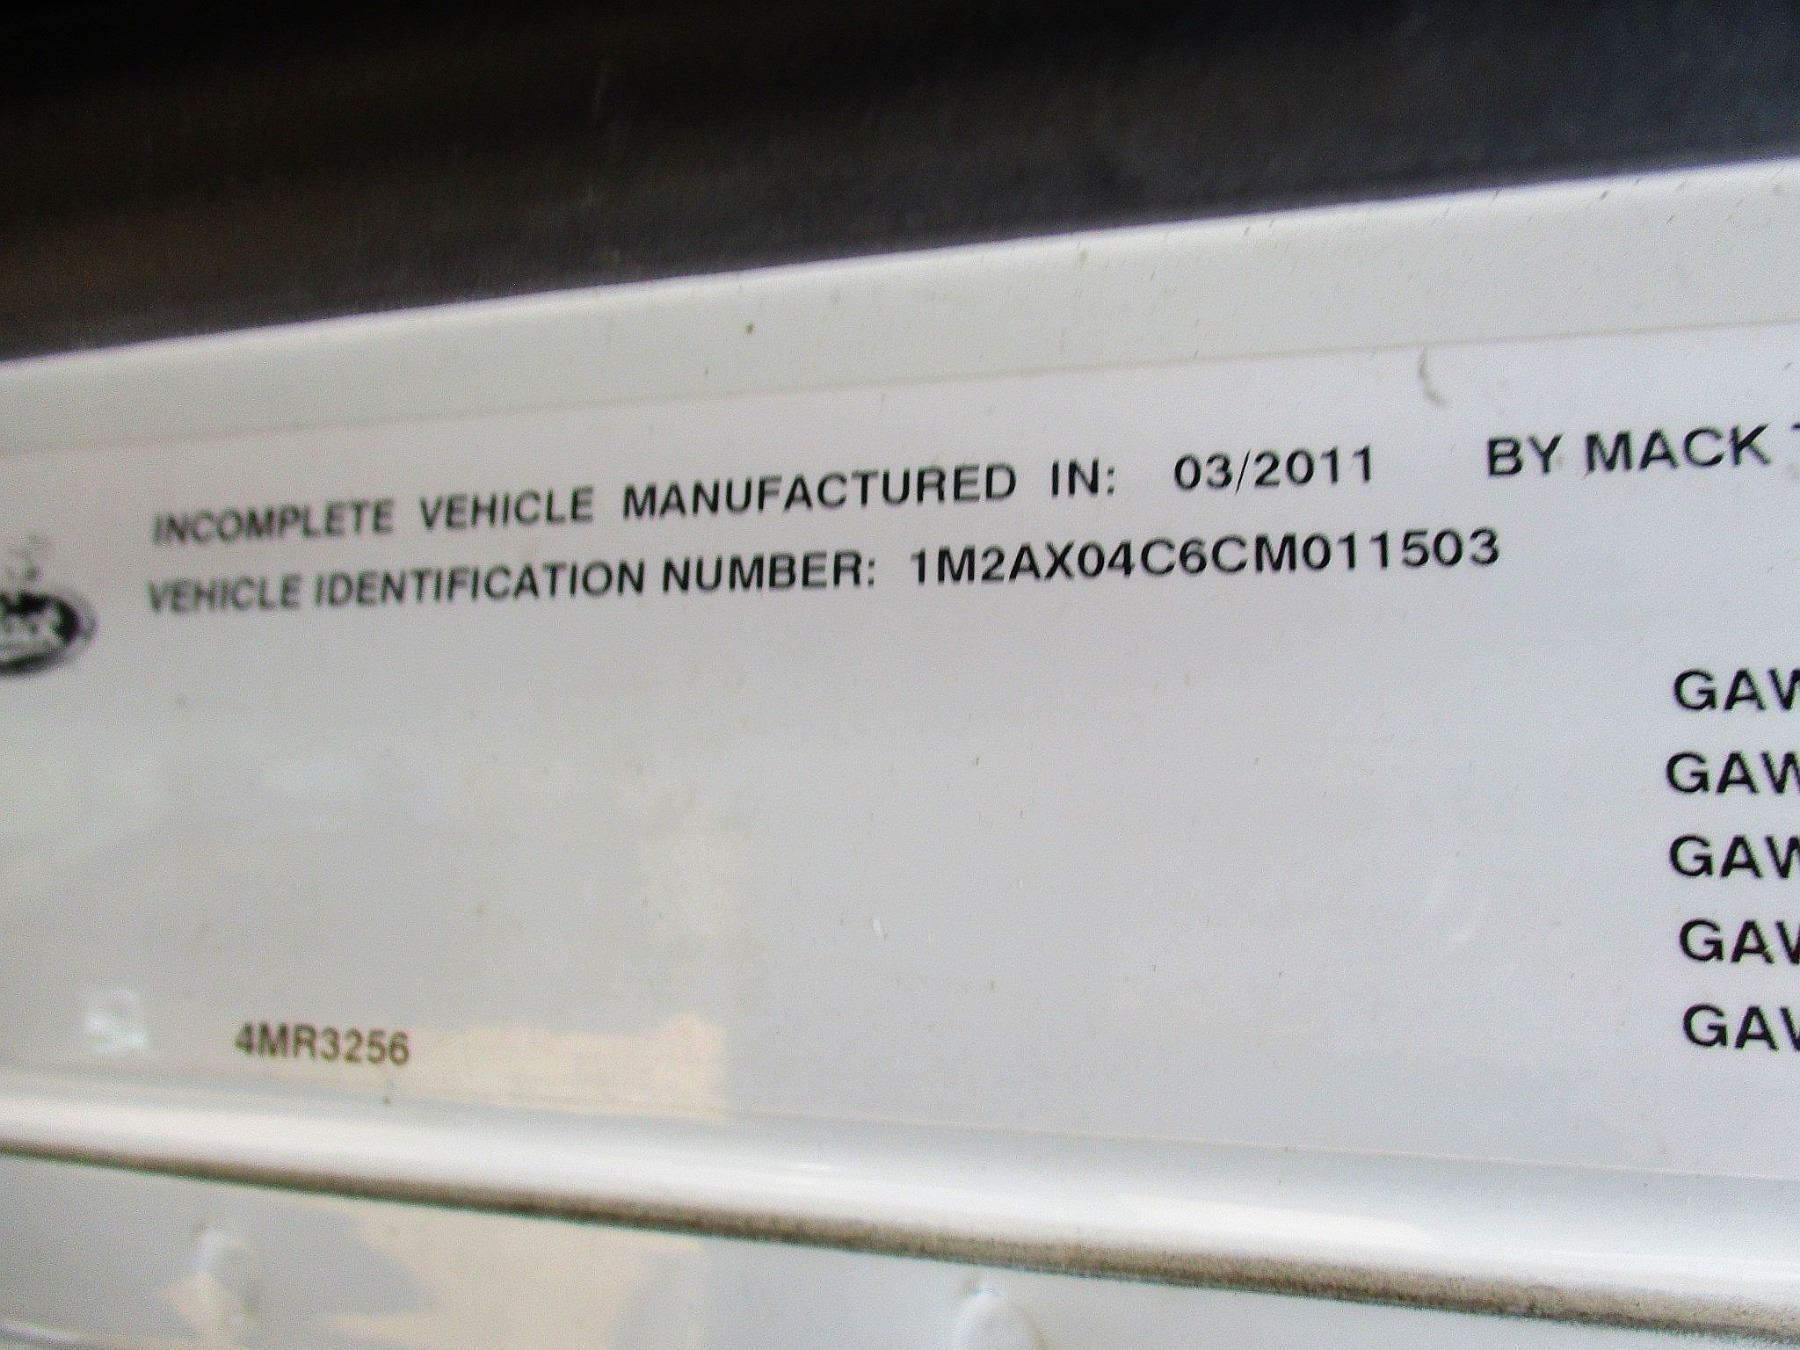 INCOMPLETE VEHICLE MANUFACTURED IN: 03/2011 BY MACK
VEHICLE IDENTIFICATION NUMBER: 1M2AX04C6CM011503
GAW
GAW
GAW
GAW
GAW
4MR3256